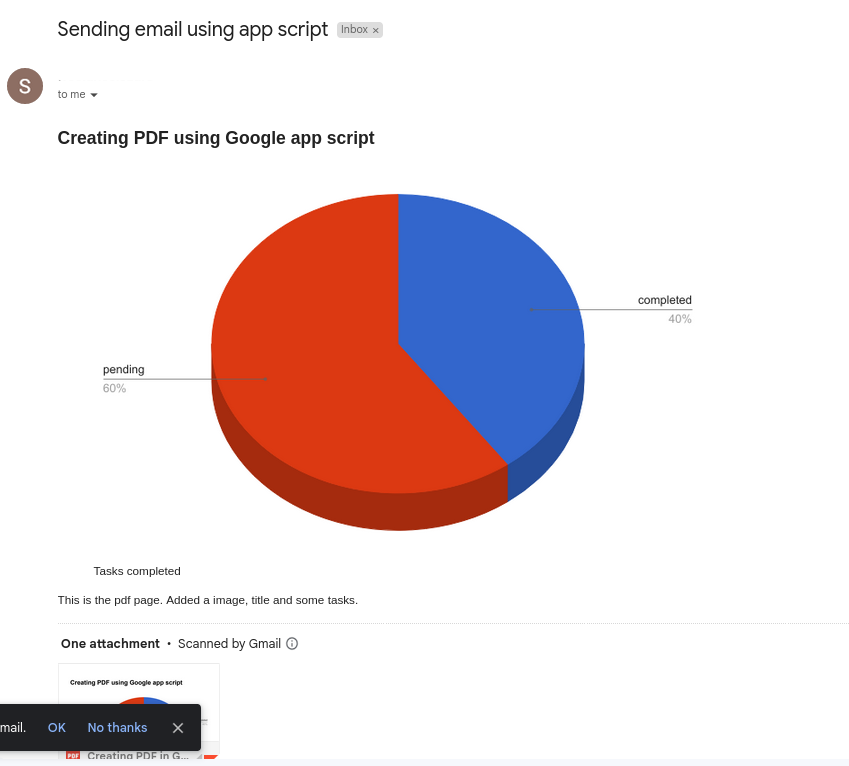 Sending email using app script Inbox ×
S
to me
Creating PDF using Google app script
completed
40%
pending
60%
Tasks completed
This is the pdf page. Added a image, title and some tasks.
One attachment • Scanned by Gmail
Creating PDF using Google app script
mail. OK No thanks
PDF Creating PDF in G...